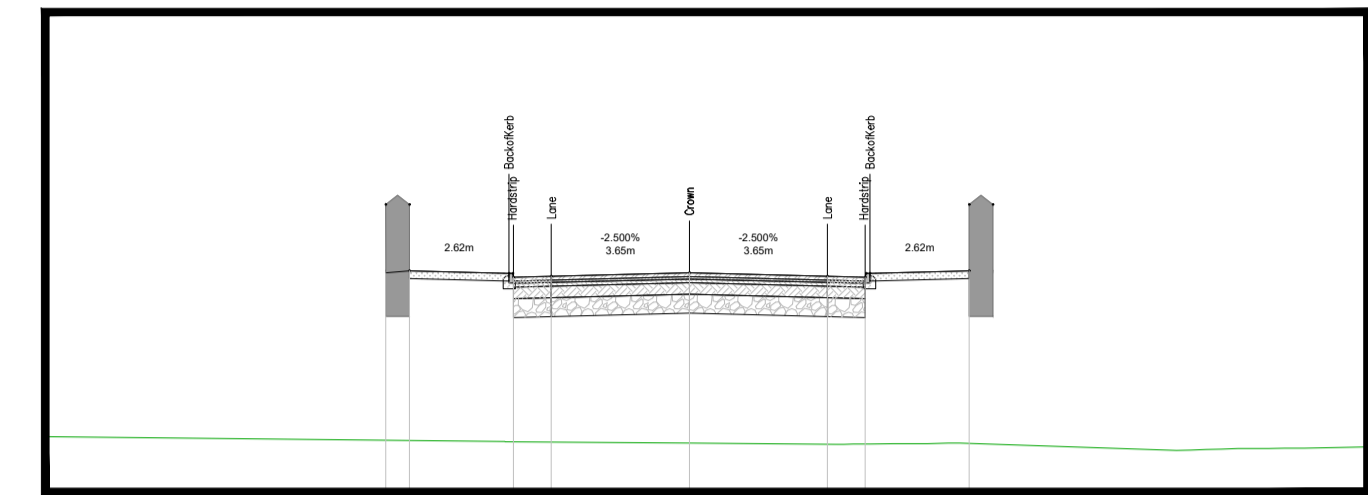 BackofKerb
Hardstrip
Lane
Crown
Lane
Hardstrip
BackofKerb
2.62m
-2.500%
3.65m
-2.500%
3.65m
2.62m